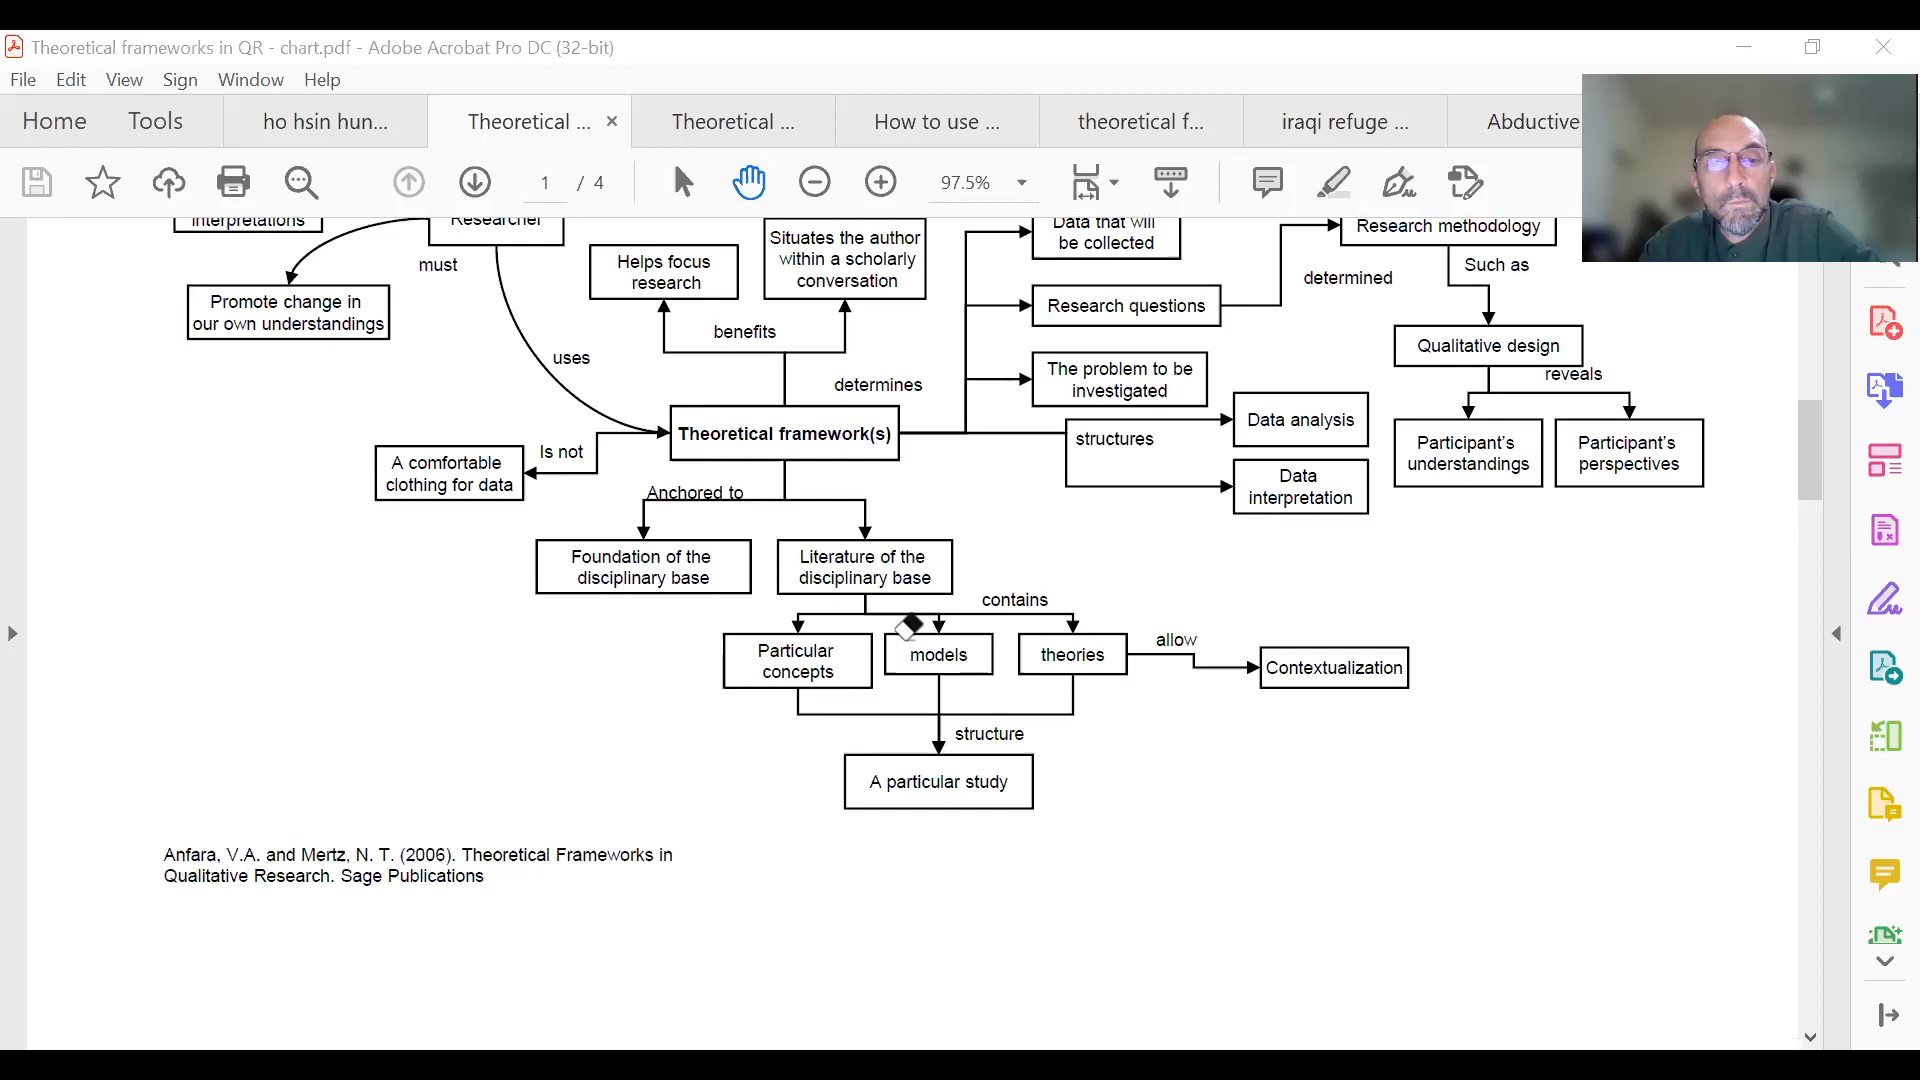 Theoretical frameworks in QR - chart.pdf - Adobe Acrobat Pro DC (32-bit)
File Edit View Sign Window Help
Home Tools ho hsin hun... Theoretical ... × Theoretical ... How to use ... theoretical f... iraqi refuge ... Abductive
1 / 4 97.5%
interpretations
Researcher
must
Promote change in
our own understandings
uses
Helps focus
research
Situates the author
within a scholarly
conversation
benefits
determines
Data that will
be collected
Research questions
The problem to be
investigated
determined
Research methodology
Such as
Qualitative design
reveals
Participant's
understandings
Participant's
perspectives
Theoretical framework(s)
structures
Data analysis
Data
interpretation
Is not
A comfortable
clothing for data
Anchored to
Foundation of the
disciplinary base
Literature of the
disciplinary base
contains
Particular
concepts
models
theories
allow
Contextualization
structure
A particular study
Anfara, V.A. and Mertz, N. T. (2006). Theoretical Frameworks in
Qualitative Research. Sage Publications